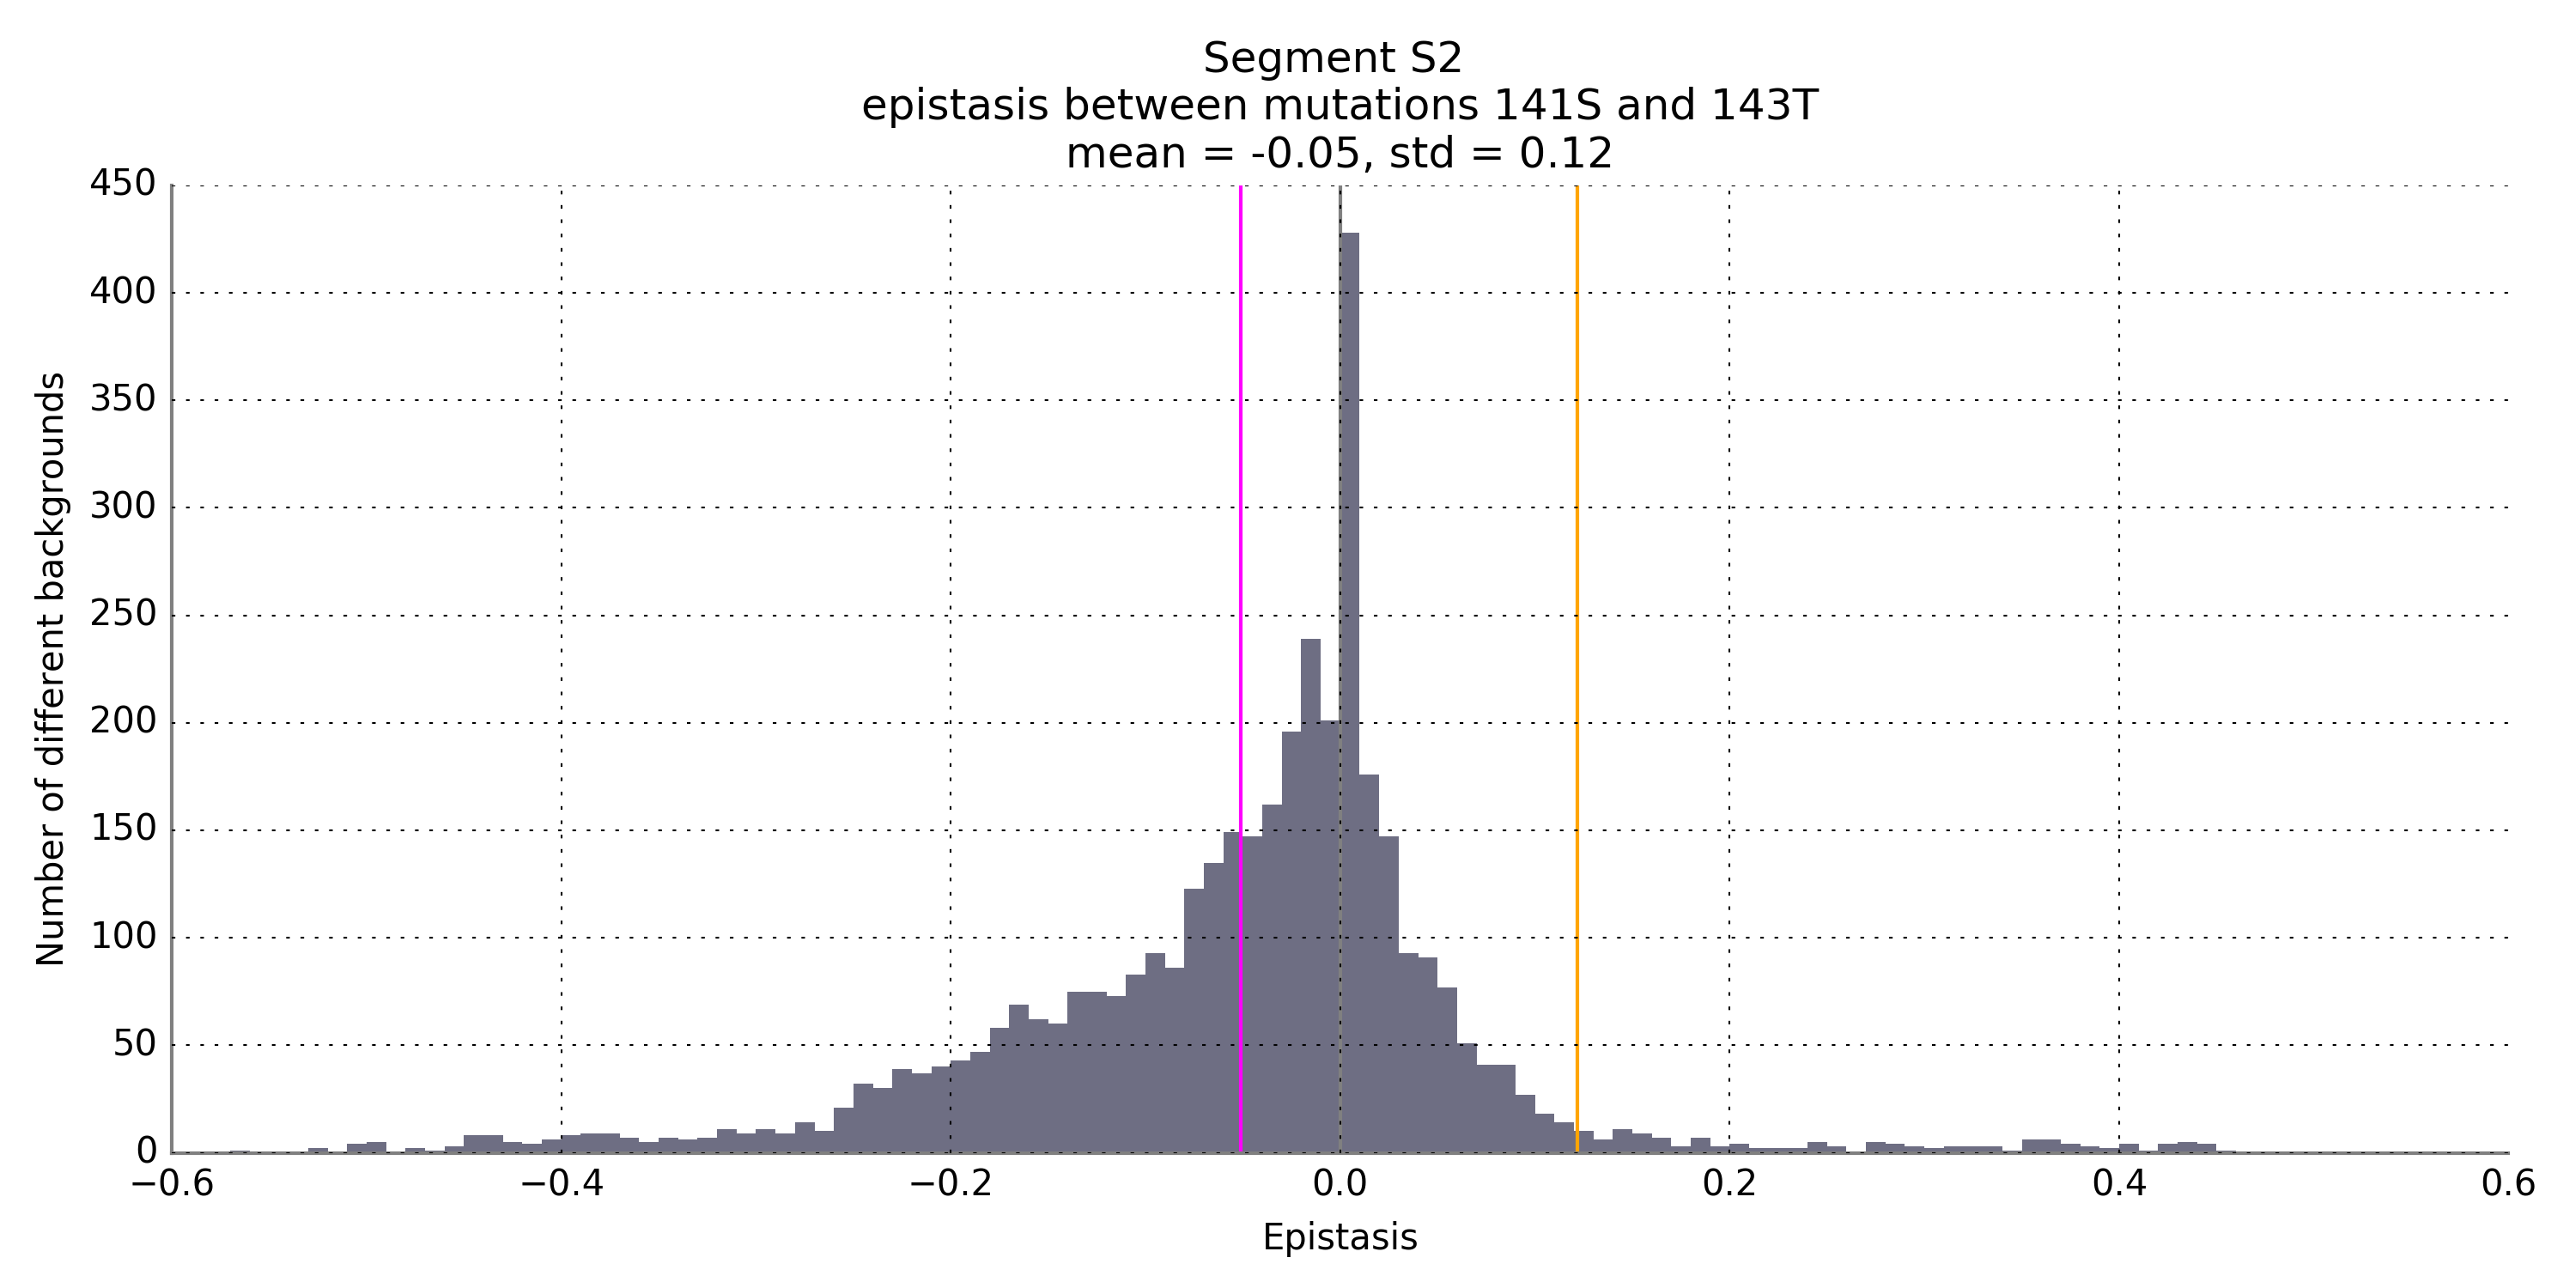 Segment S2
epistasis between mutations 141S and 143T
mean = -0.05, std = 0.12
450
400
350
300
250
200
150
100
50
0
Number of different backgrounds
−0.6 −0.4 −0.2 0.0 0.2 0.4 0.6
Epistasis